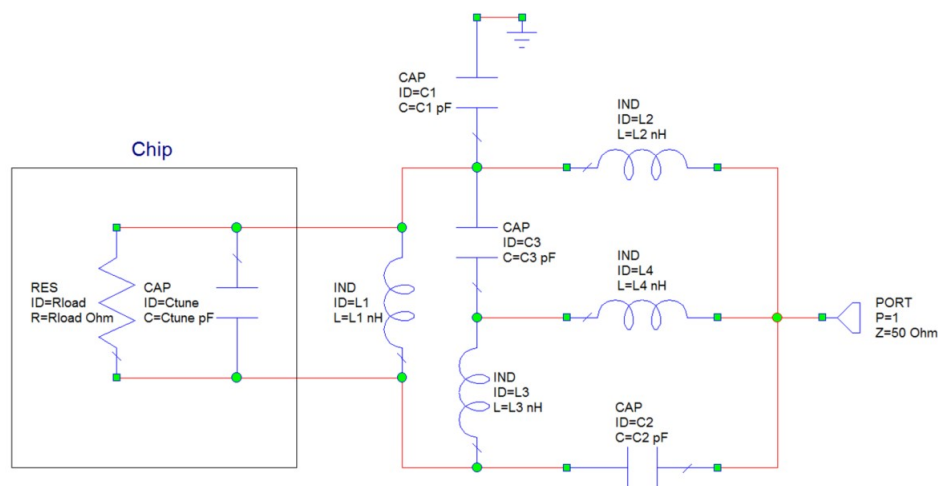 CAP
ID=C1
C=C1 pF
IND
ID=L2
L=L2 nH
Chip
CAP
ID=C3
C=C3 pF
IND
ID=L4
L=L4 nH
RES
ID=Rload
R=Rload Ohm
CAP
ID=Ctune
C=Ctune pF
IND
ID=L1
L=L1 nH
PORT
P=1
Z=50 Ohm
IND
ID=L3
L=L3 nH
CAP
ID=C2
C=C2 pF